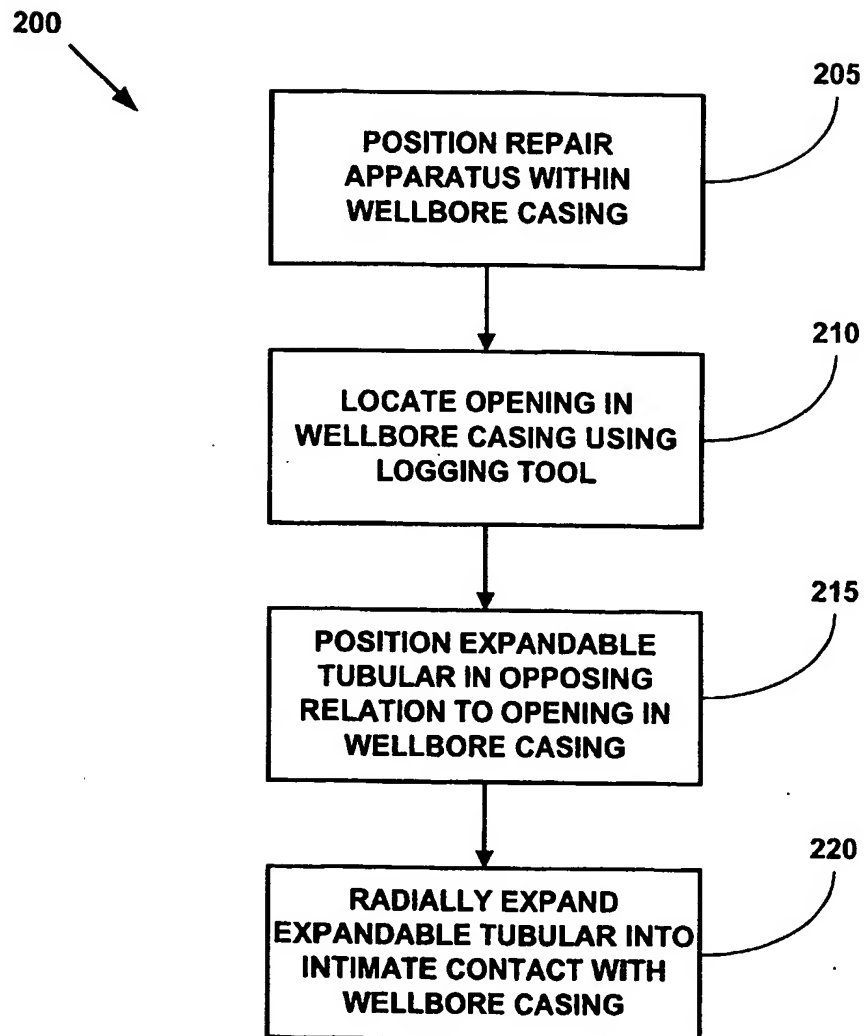 200
205
POSITION REPAIR
APPARATUS WITHIN
WELLBORE CASING
210
LOCATE OPENING IN
WELLBORE CASING USING
LOGGING TOOL
215
POSITION EXPANDABLE
TUBULAR IN OPPOSING
RELATION TO OPENING IN
WELLBORE CASING
220
RADIALLY EXPAND
EXPANDABLE TUBULAR INTO
INTIMATE CONTACT WITH
WELLBORE CASING